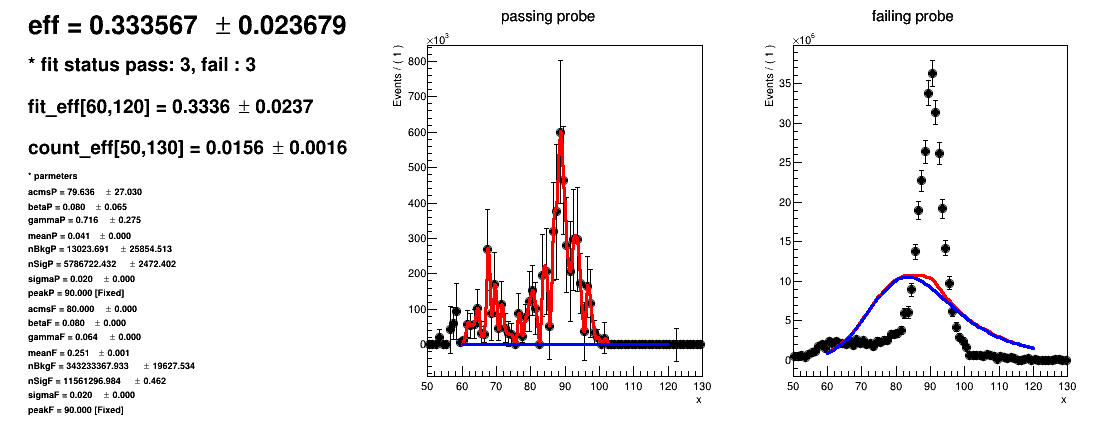 eff = 0.333567 ± 0.023679
* fit status pass: 3, fail : 3
fit_eff[60,120] = 0.3336 ± 0.0237
count_eff[50,130] = 0.0156 ± 0.0016
* parmeters
acmsP = 79.636 ± 27.030
betaP = 0.080 ± 0.065
gammaP = 0.716 ± 0.275
meanP = 0.041 ± 0.000
nBkgP = 13023.691 ± 25854.513
nSigP = 5786722.432 ± 2472.402
sigmaP = 0.020 ± 0.000
peakP = 90.000 [Fixed]
acmsF = 80.000 ± 0.000
betaF = 0.080 ± 0.000
gammaF = 0.064 ± 0.000
meanF = 0.251 ± 0.001
nBkgF = 343233367.933 ± 19627.534
nSigF = 11561296.984 ± 0.462
sigmaF = 0.020 ± 0.000
peakF = 90.000 [Fixed]
passing probe
×10³
Events / ( 1 )
800
700
600
500
400
300
200
100
0
50 60 70 80 90 100 110 120 130
x
failing probe
×10⁶
Events / ( 1 )
35
30
25
20
15
10
5
0
50 60 70 80 90 100 110 120 130
x